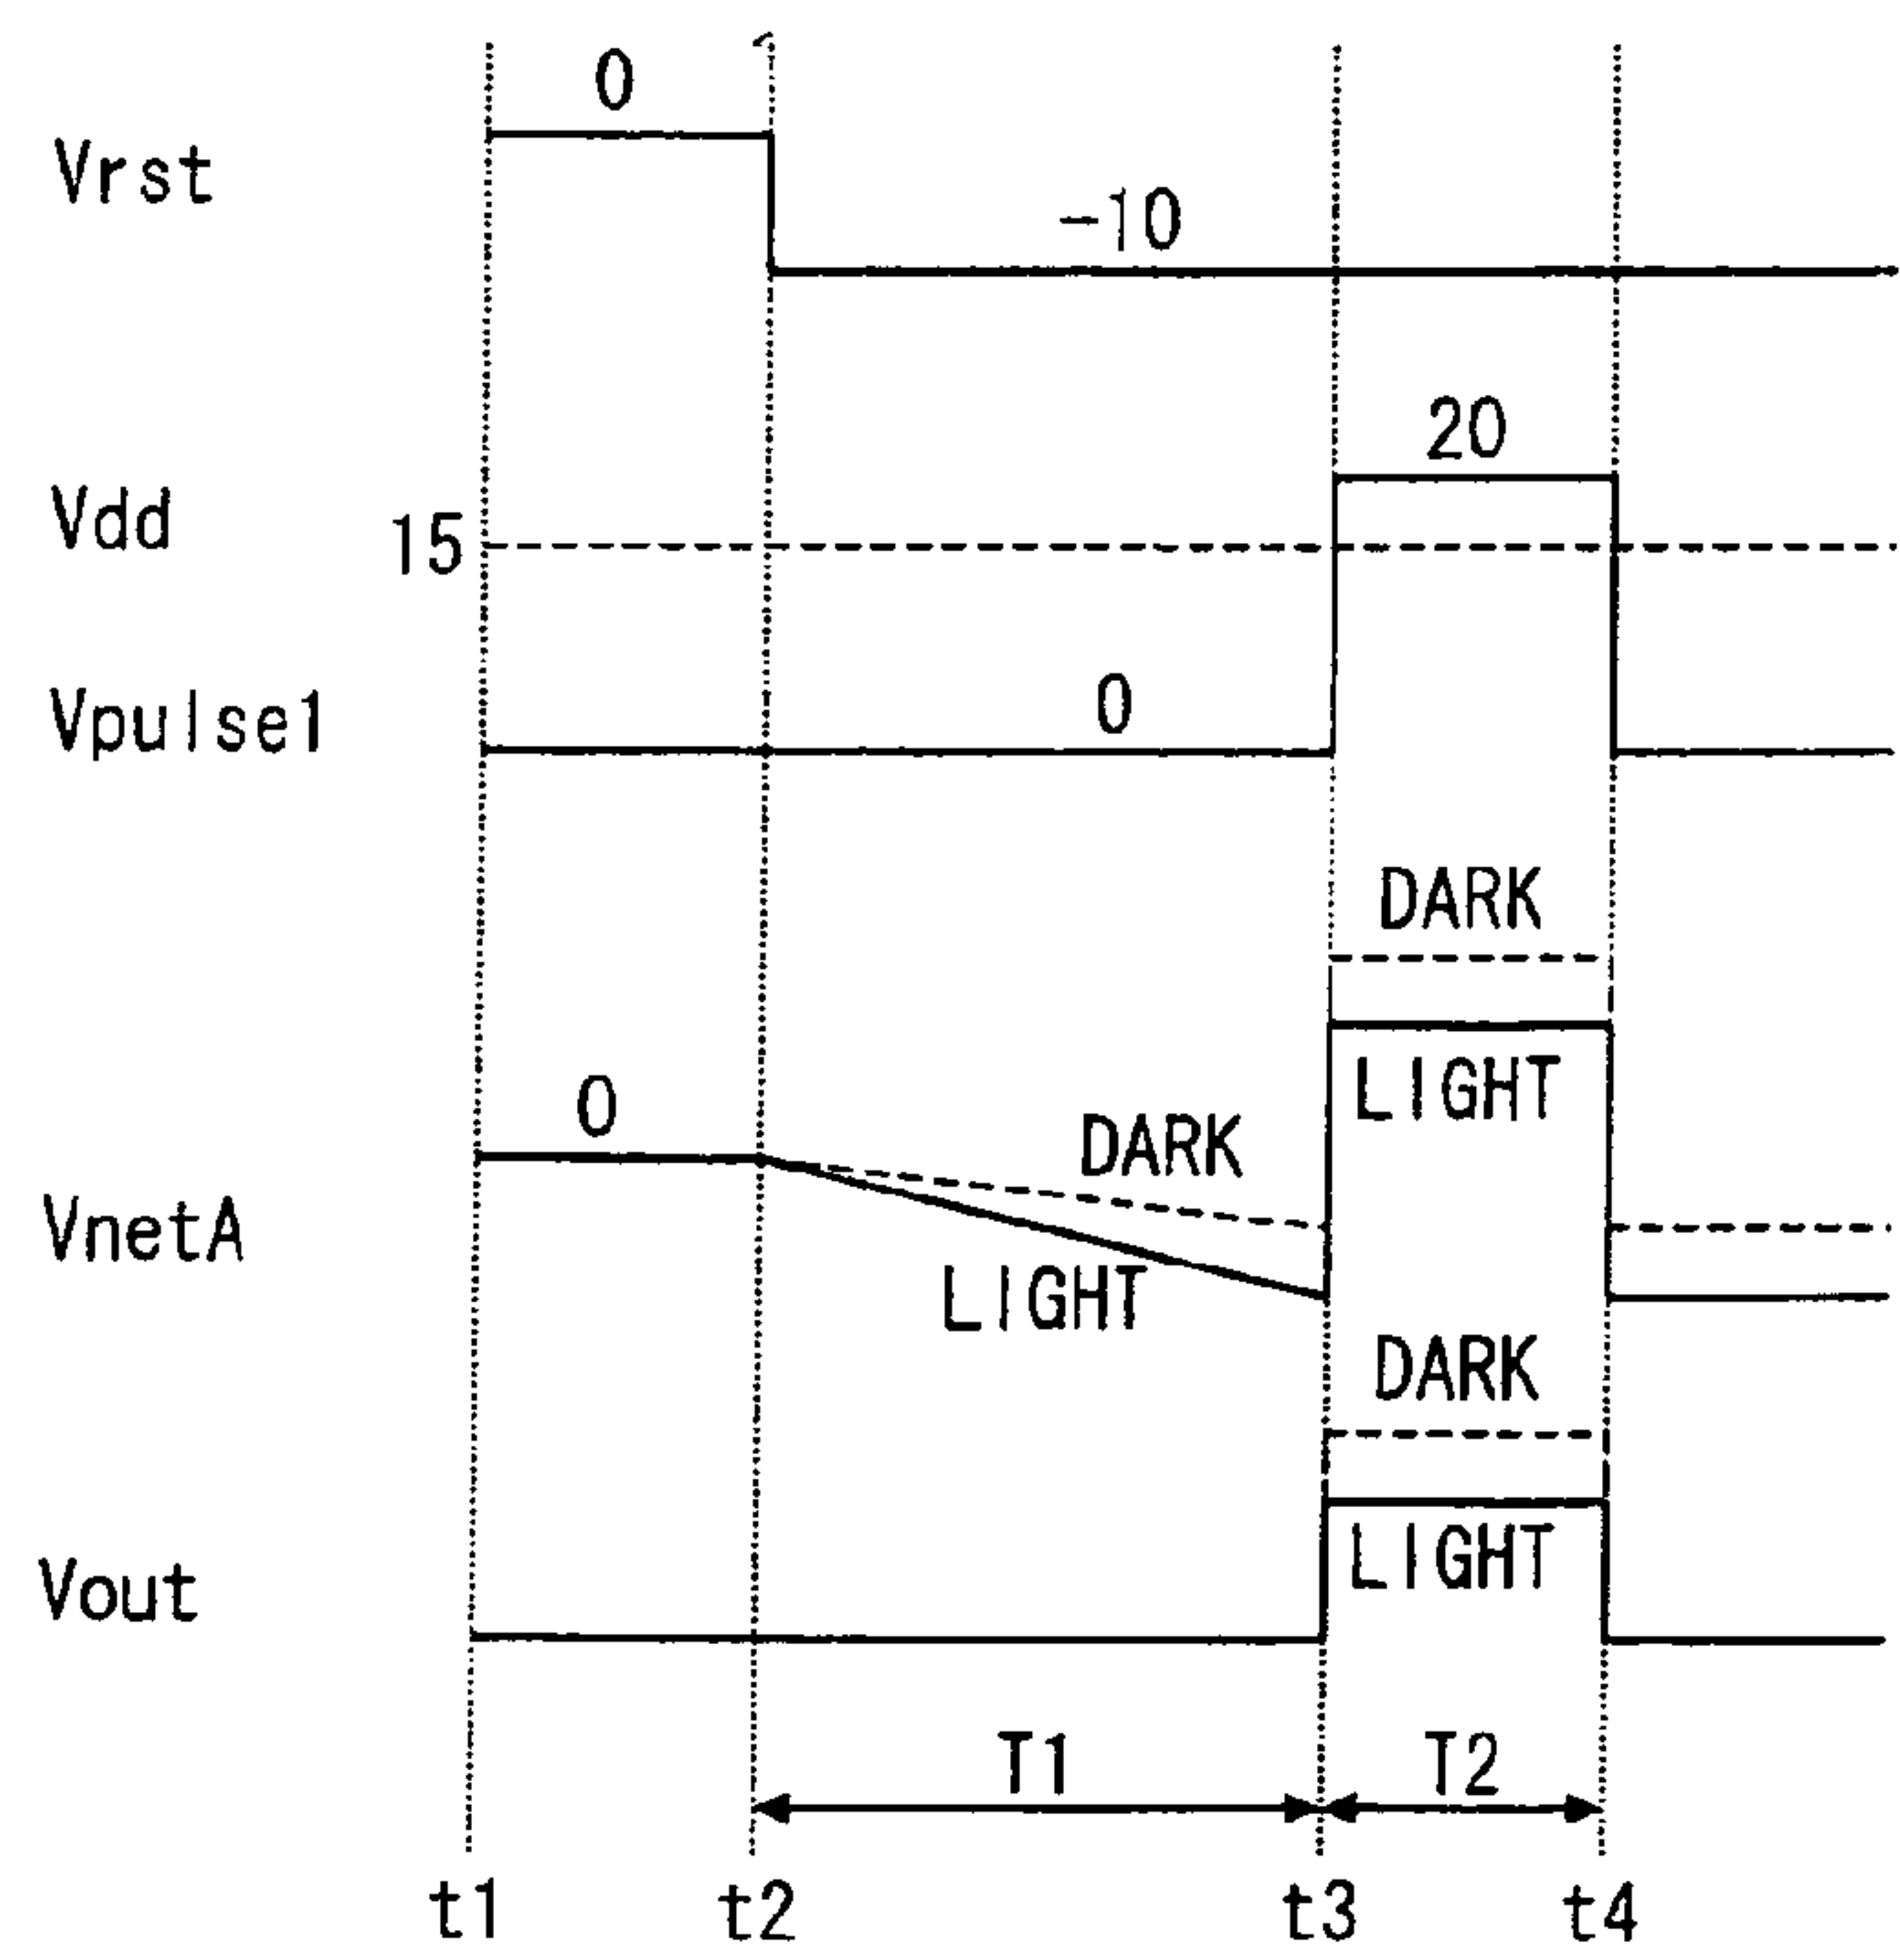 0
Vrst
-10
20
Vdd
15
Vpulse1
0
DARK
LIGHT
0
DARK
VnetA
LIGHT
DARK
LIGHT
Vout
T1
T2
t1
t2
t3
t4